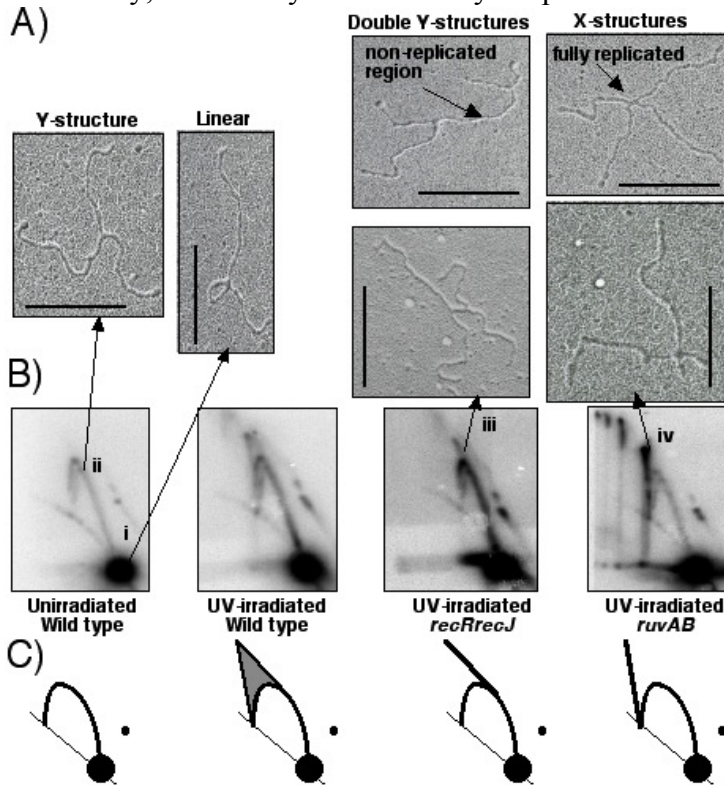 A)
Double Y-structures
X-structures
non-replicated
region
fully replicated
Y-structure
Linear
B)
ii
i
iii
iv
Unirradiated
Wild type
UV-irradiated
Wild type
UV-irradiated
recRrecJ
UV-irradiated
ruvAB
C)